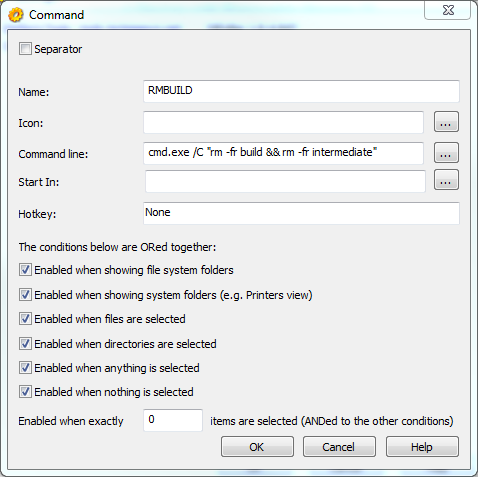 Command
Separator
Name: RMBUILD
Icon: ...
Command line: cmd.exe /C "rm -fr build && rm -fr intermediate" ...
Start In: ...
Hotkey: None
The conditions below are ORed together:
Enabled when showing file system folders
Enabled when showing system folders (e.g. Printers view)
Enabled when files are selected
Enabled when directories are selected
Enabled when anything is selected
Enabled when nothing is selected
Enabled when exactly 0 items are selected (ANDed to the other conditions)
OK Cancel Help